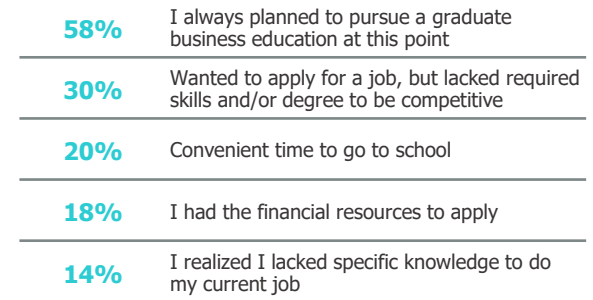 58%
I always planned to pursue a graduate
business education at this point
30%
Wanted to apply for a job, but lacked required
skills and/or degree to be competitive
20%
Convenient time to go to school
18%
I had the financial resources to apply
14%
I realized I lacked specific knowledge to do
my current job